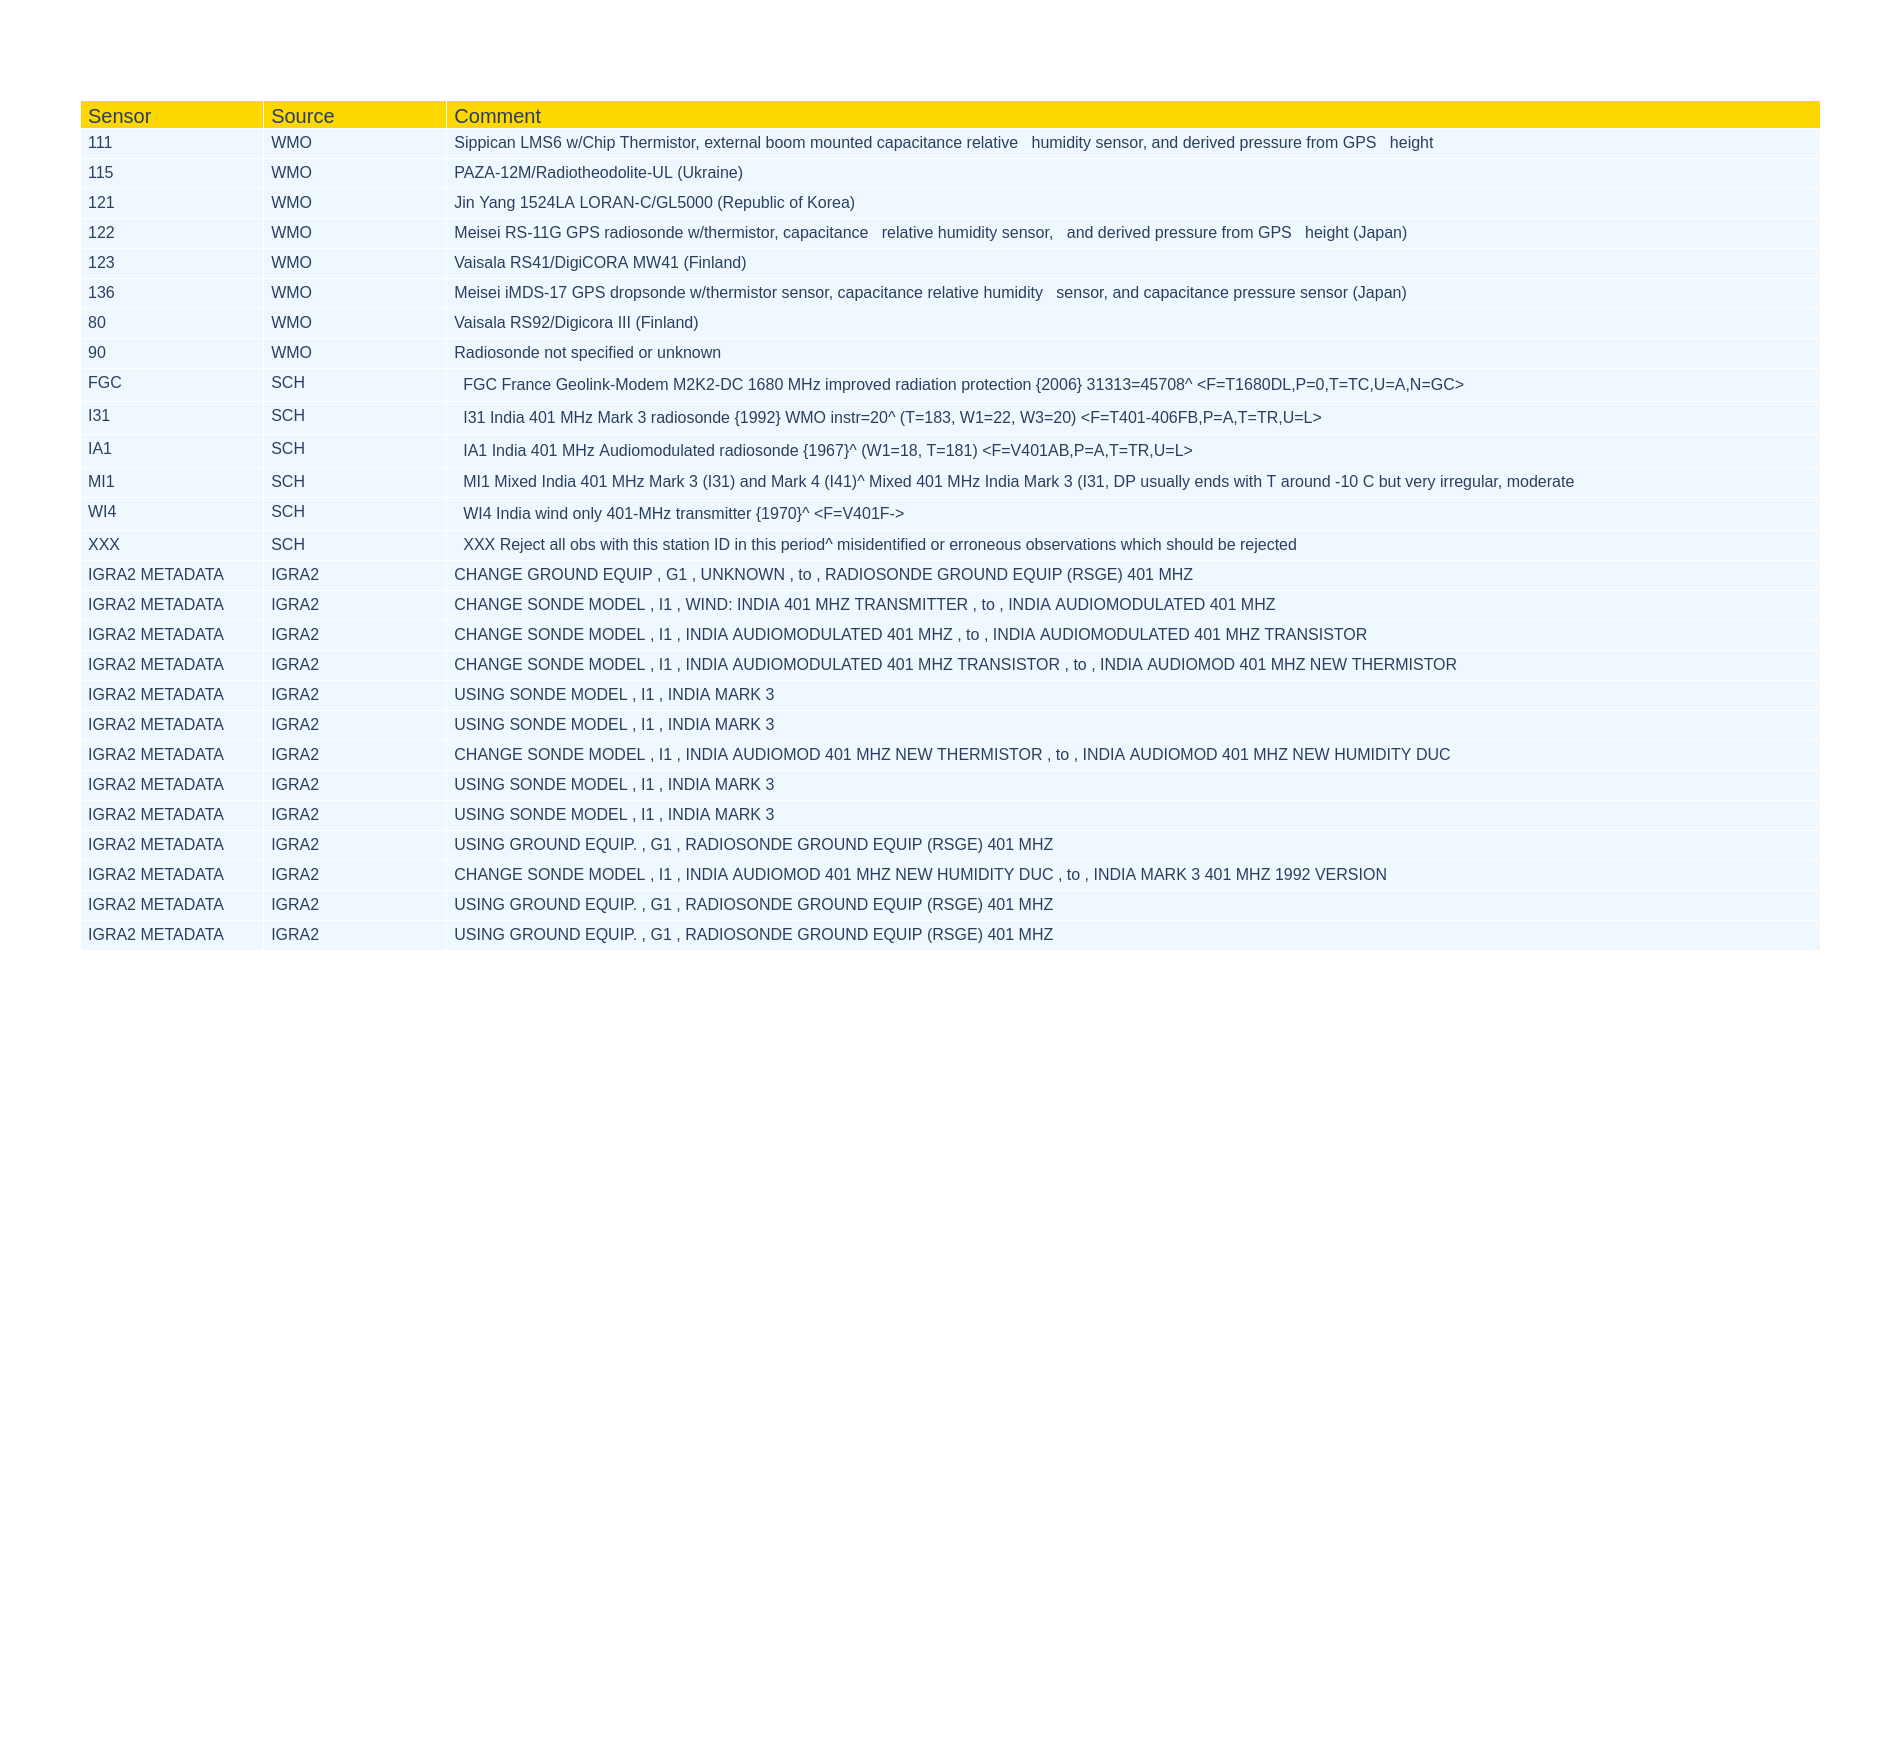 Sensor Source Comment
111 WMO Sippican LMS6 w/Chip Thermistor, external boom mounted capacitance relative   humidity sensor, and derived pressure from GPS   height
115 WMO PAZA-12M/Radiotheodolite-UL (Ukraine)
121 WMO Jin Yang 1524LA LORAN-C/GL5000 (Republic of Korea)
122 WMO Meisei RS-11G GPS radiosonde w/thermistor, capacitance   relative humidity sensor,   and derived pressure from GPS   height (Japan)
123 WMO Vaisala RS41/DigiCORA MW41 (Finland)
136 WMO Meisei iMDS-17 GPS dropsonde w/thermistor sensor, capacitance relative humidity   sensor, and capacitance pressure sensor (Japan)
80 WMO Vaisala RS92/Digicora III (Finland)
90 WMO Radiosonde not specified or unknown
FGC SCH FGC France Geolink-Modem M2K2-DC 1680 MHz improved radiation protection {2006} 31313=45708^ <F=T1680DL,P=0,T=TC,U=A,N=GC>
I31 SCH I31 India 401 MHz Mark 3 radiosonde {1992} WMO instr=20^ (T=183, W1=22, W3=20) <F=T401-406FB,P=A,T=TR,U=L>
IA1 SCH IA1 India 401 MHz Audiomodulated radiosonde {1967}^ (W1=18, T=181) <F=V401AB,P=A,T=TR,U=L>
MI1 SCH MI1 Mixed India 401 MHz Mark 3 (I31) and Mark 4 (I41)^ Mixed 401 MHz India Mark 3 (I31, DP usually ends with T around -10 C but very irregular, moderate
WI4 SCH WI4 India wind only 401-MHz transmitter {1970}^ <F=V401F->
XXX SCH XXX Reject all obs with this station ID in this period^ misidentified or erroneous observations which should be rejected
IGRA2 METADATA IGRA2 CHANGE GROUND EQUIP , G1 , UNKNOWN , to , RADIOSONDE GROUND EQUIP (RSGE) 401 MHZ
IGRA2 METADATA IGRA2 CHANGE SONDE MODEL , I1 , WIND: INDIA 401 MHZ TRANSMITTER , to , INDIA AUDIOMODULATED 401 MHZ
IGRA2 METADATA IGRA2 CHANGE SONDE MODEL , I1 , INDIA AUDIOMODULATED 401 MHZ , to , INDIA AUDIOMODULATED 401 MHZ TRANSISTOR
IGRA2 METADATA IGRA2 CHANGE SONDE MODEL , I1 , INDIA AUDIOMODULATED 401 MHZ TRANSISTOR , to , INDIA AUDIOMOD 401 MHZ NEW THERMISTOR
IGRA2 METADATA IGRA2 USING SONDE MODEL , I1 , INDIA MARK 3
IGRA2 METADATA IGRA2 USING SONDE MODEL , I1 , INDIA MARK 3
IGRA2 METADATA IGRA2 CHANGE SONDE MODEL , I1 , INDIA AUDIOMOD 401 MHZ NEW THERMISTOR , to , INDIA AUDIOMOD 401 MHZ NEW HUMIDITY DUC
IGRA2 METADATA IGRA2 USING SONDE MODEL , I1 , INDIA MARK 3
IGRA2 METADATA IGRA2 USING SONDE MODEL , I1 , INDIA MARK 3
IGRA2 METADATA IGRA2 USING GROUND EQUIP. , G1 , RADIOSONDE GROUND EQUIP (RSGE) 401 MHZ
IGRA2 METADATA IGRA2 CHANGE SONDE MODEL , I1 , INDIA AUDIOMOD 401 MHZ NEW HUMIDITY DUC , to , INDIA MARK 3 401 MHZ 1992 VERSION
IGRA2 METADATA IGRA2 USING GROUND EQUIP. , G1 , RADIOSONDE GROUND EQUIP (RSGE) 401 MHZ
IGRA2 METADATA IGRA2 USING GROUND EQUIP. , G1 , RADIOSONDE GROUND EQUIP (RSGE) 401 MHZ